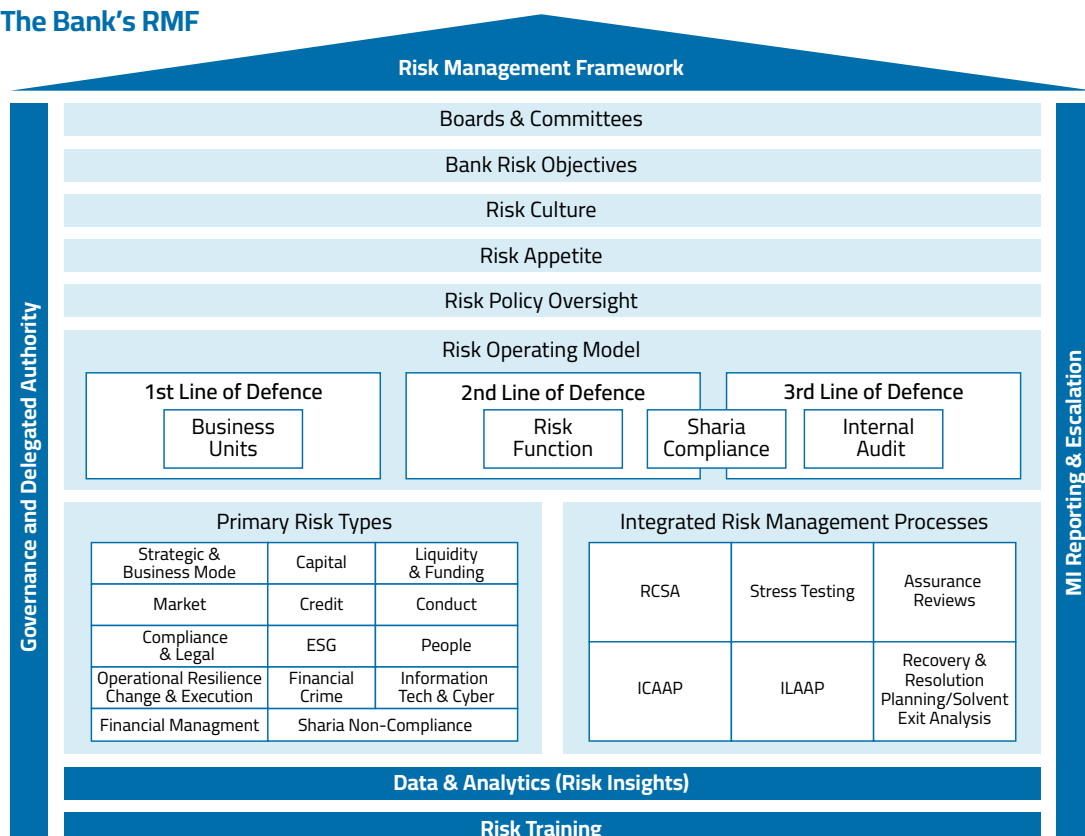 The Bank's RMF
Risk Management Framework
Governance and Delegated Authority
Boards & Committees
Bank Risk Objectives
Risk Culture
Risk Appetite
Risk Policy Oversight
Risk Operating Model
1st Line of Defence
Business
Units
2nd Line of Defence
Risk
Function
Sharia
Compliance
3rd Line of Defence
Internal
Audit
Primary Risk Types
Strategic &
Business Mode
Capital
Liquidity
& Funding
Market
Credit
Conduct
Compliance
& Legal
ESG
People
Operational Resilience
Change & Execution
Financial
Crime
Information
Tech & Cyber
Financial Managment
Sharia Non-Compliance
Integrated Risk Management Processes
RCSA
Stress Testing
Assurance
Reviews
ICAAP
ILAAP
Recovery &
Resolution
Planning/Solvent
Exit Analysis
MI Reporting & Escalation
Data & Analytics (Risk Insights)
Risk Training